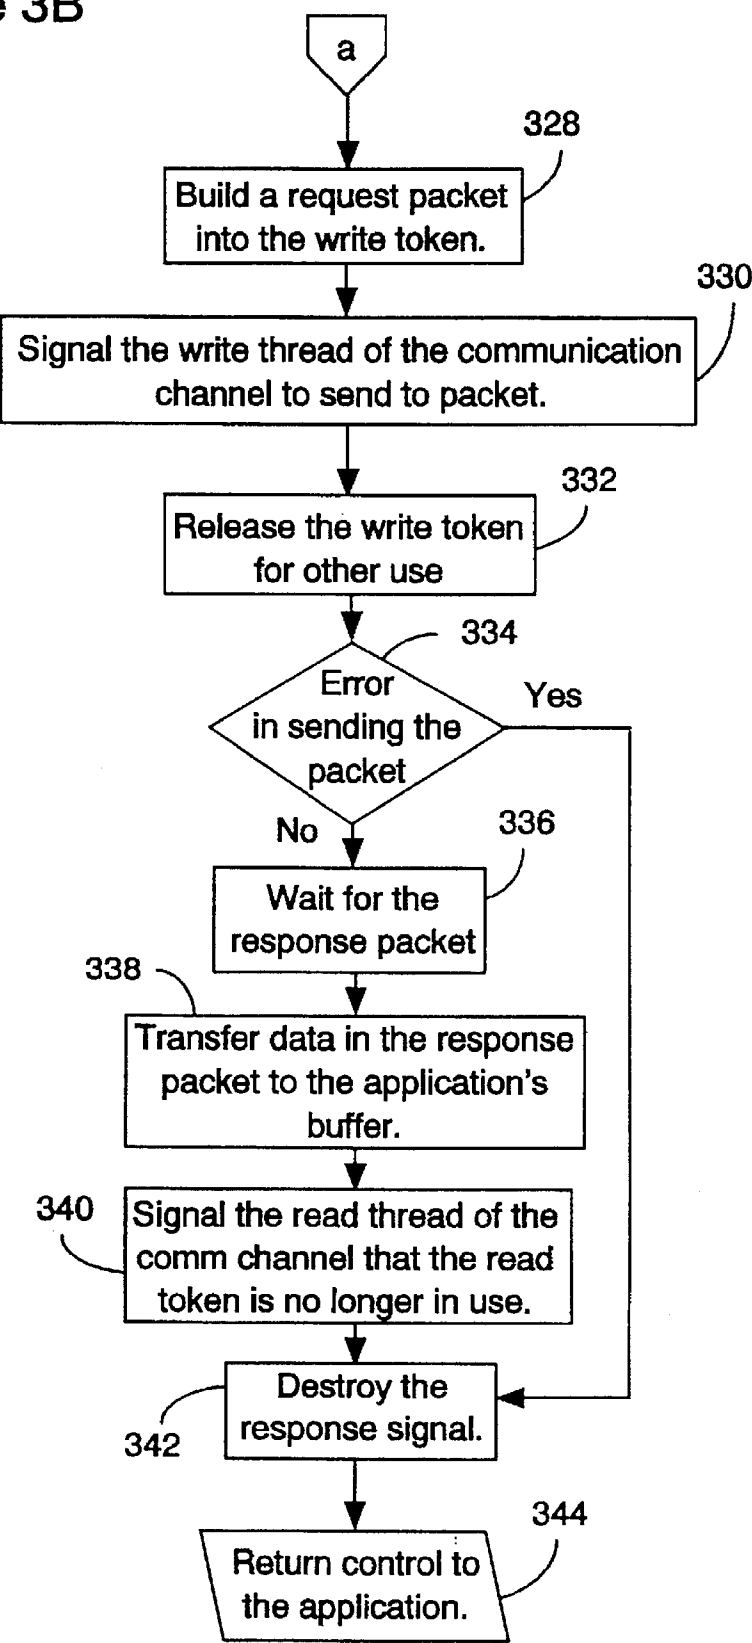 3B
a
328
Build a request packet
into the write token.
330
Signal the write thread of the communication
channel to send to packet.
332
Release the write token
for other use
334
Error
in sending the
packet
Yes
No
336
Wait for the
response packet
338
Transfer data in the response
packet to the application's
buffer.
340
Signal the read thread of the
comm channel that the read
token is no longer in use.
Destroy the
response signal.
342
344
Return control to
the application.